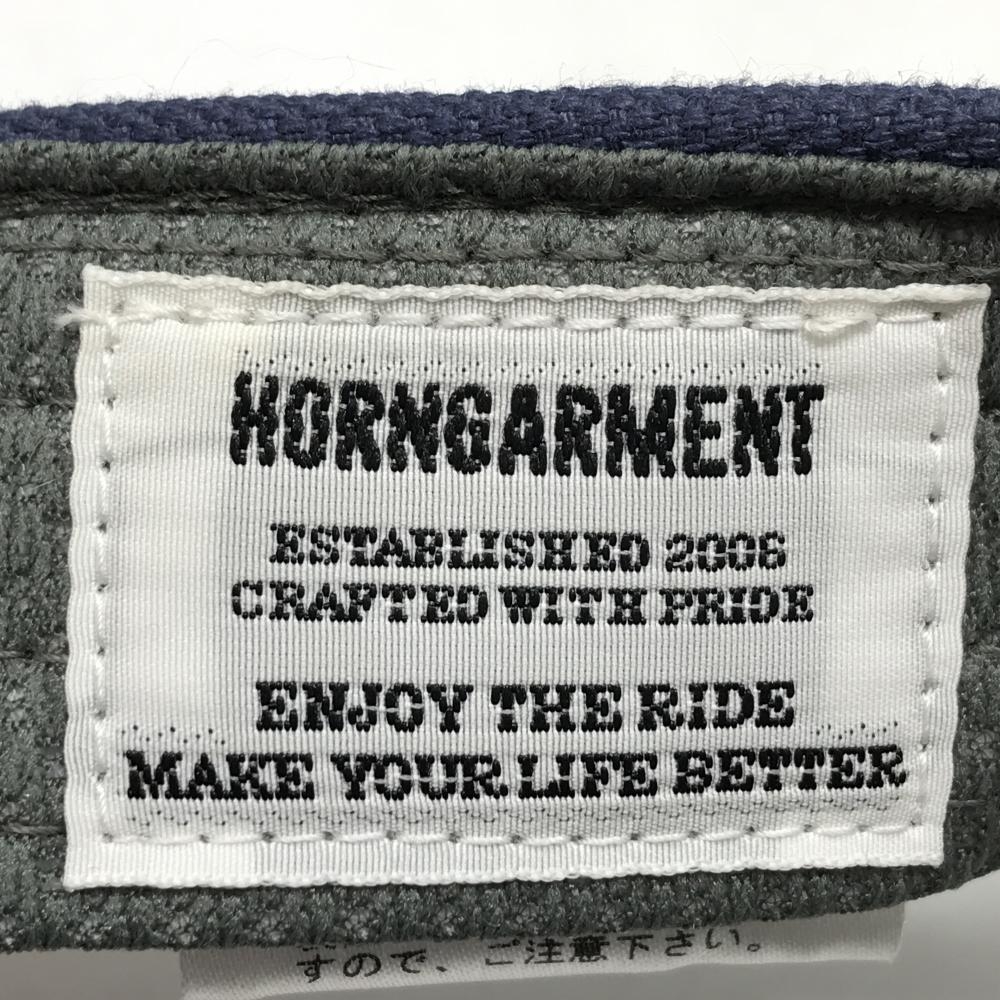 HORNGARMENT
ESTABLISHED 2006
CRAFTED WITH PRIDE
ENJOY THE RIDE
MAKE YOUR LIFE BETTER
すので、ご注意下さい。